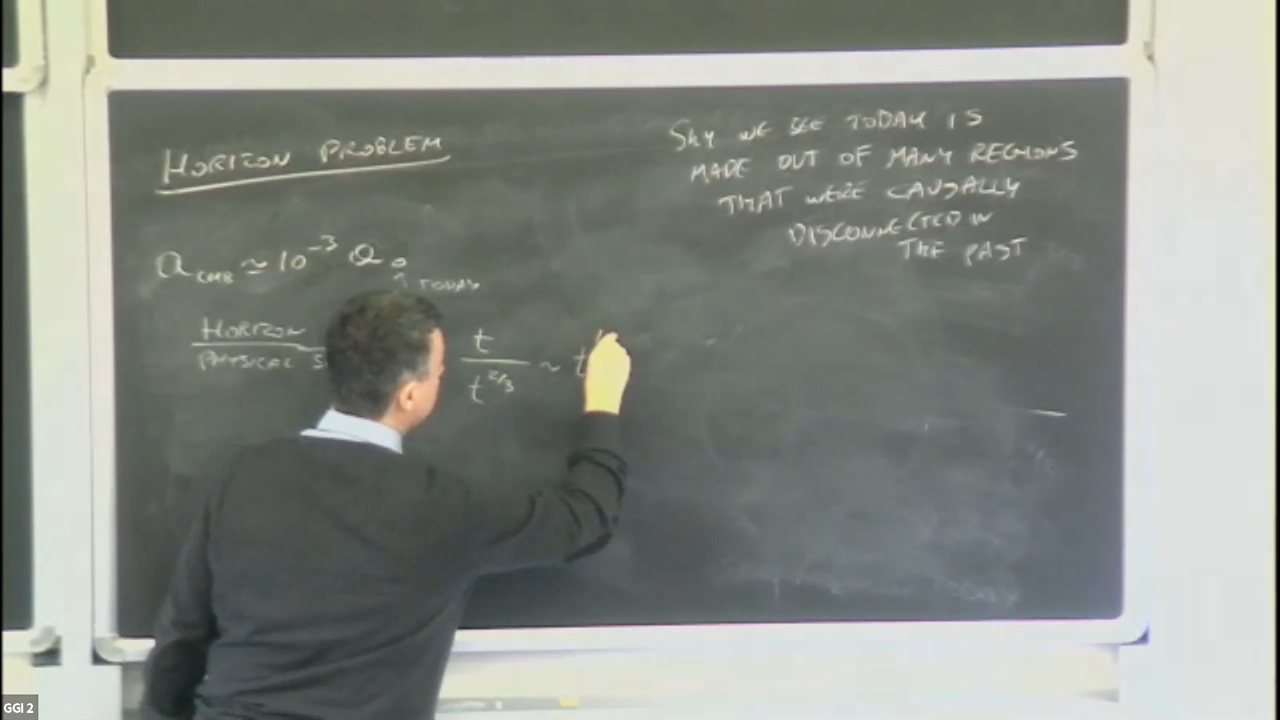 HORIZON PROBLEM
SKY WE SEE TODAY IS
MADE OUT OF MANY REGIONS
THAT WERE CAUSALLY
DISCONNECTED IN
THE PAST
a_CMB ≃ 10^-3 a_0
↑ TODAY
HORIZON
PHYSICAL S
t / t^2/3 ~ t
GGI 2